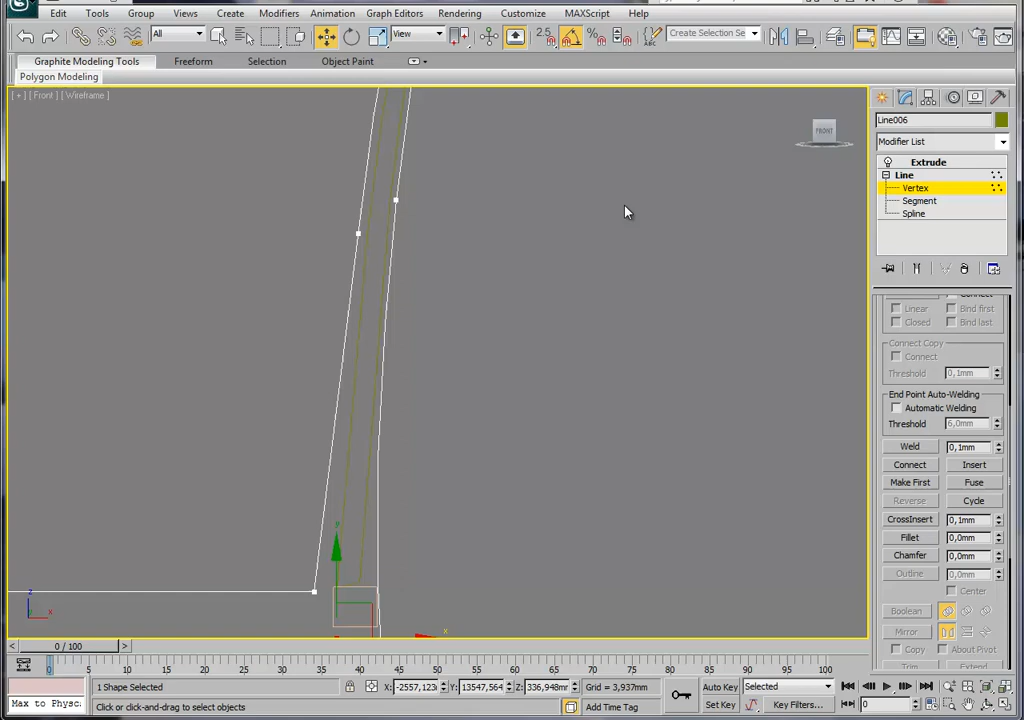 Edit Tools Group Views Create Modifiers Animation Graph Editors Rendering Customize MAXScript Help
All View 2.5 Create Selection Se
Graphite Modeling Tools Freeform Selection Object Paint
Polygon Modeling
[ + ] [ Front ] [ Wireframe ]
FRONT
Line006
Modifier List
Extrude
Line
Vertex
Segment
Spline
Connect
Linear Bind first
Closed Bind last
Connect Copy
Connect
Threshold 0,1mm
End Point Auto-Welding
Automatic Welding
Threshold 6,0mm
Weld 0,1mm
Connect Insert
Make First Fuse
Reverse Cycle
CrossInsert 0,1mm
Fillet 0,0mm
Chamfer 0,0mm
Outline 0,0mm
Center
Boolean
Mirror
Copy About Pivot
Trim Extend
z
x
x
< 0 / 100 >
0 5 10 15 20 25 30 35 40 45 50 55 60 65 70 75 80 85 90 95 100
1 Shape Selected X: -2557,123 Y: 13547,564 Z: 336,948mr Grid = 3,937mm Auto Key Selected
Max to Physc Click or click-and-drag to select objects Add Time Tag Set Key Key Filters... 0